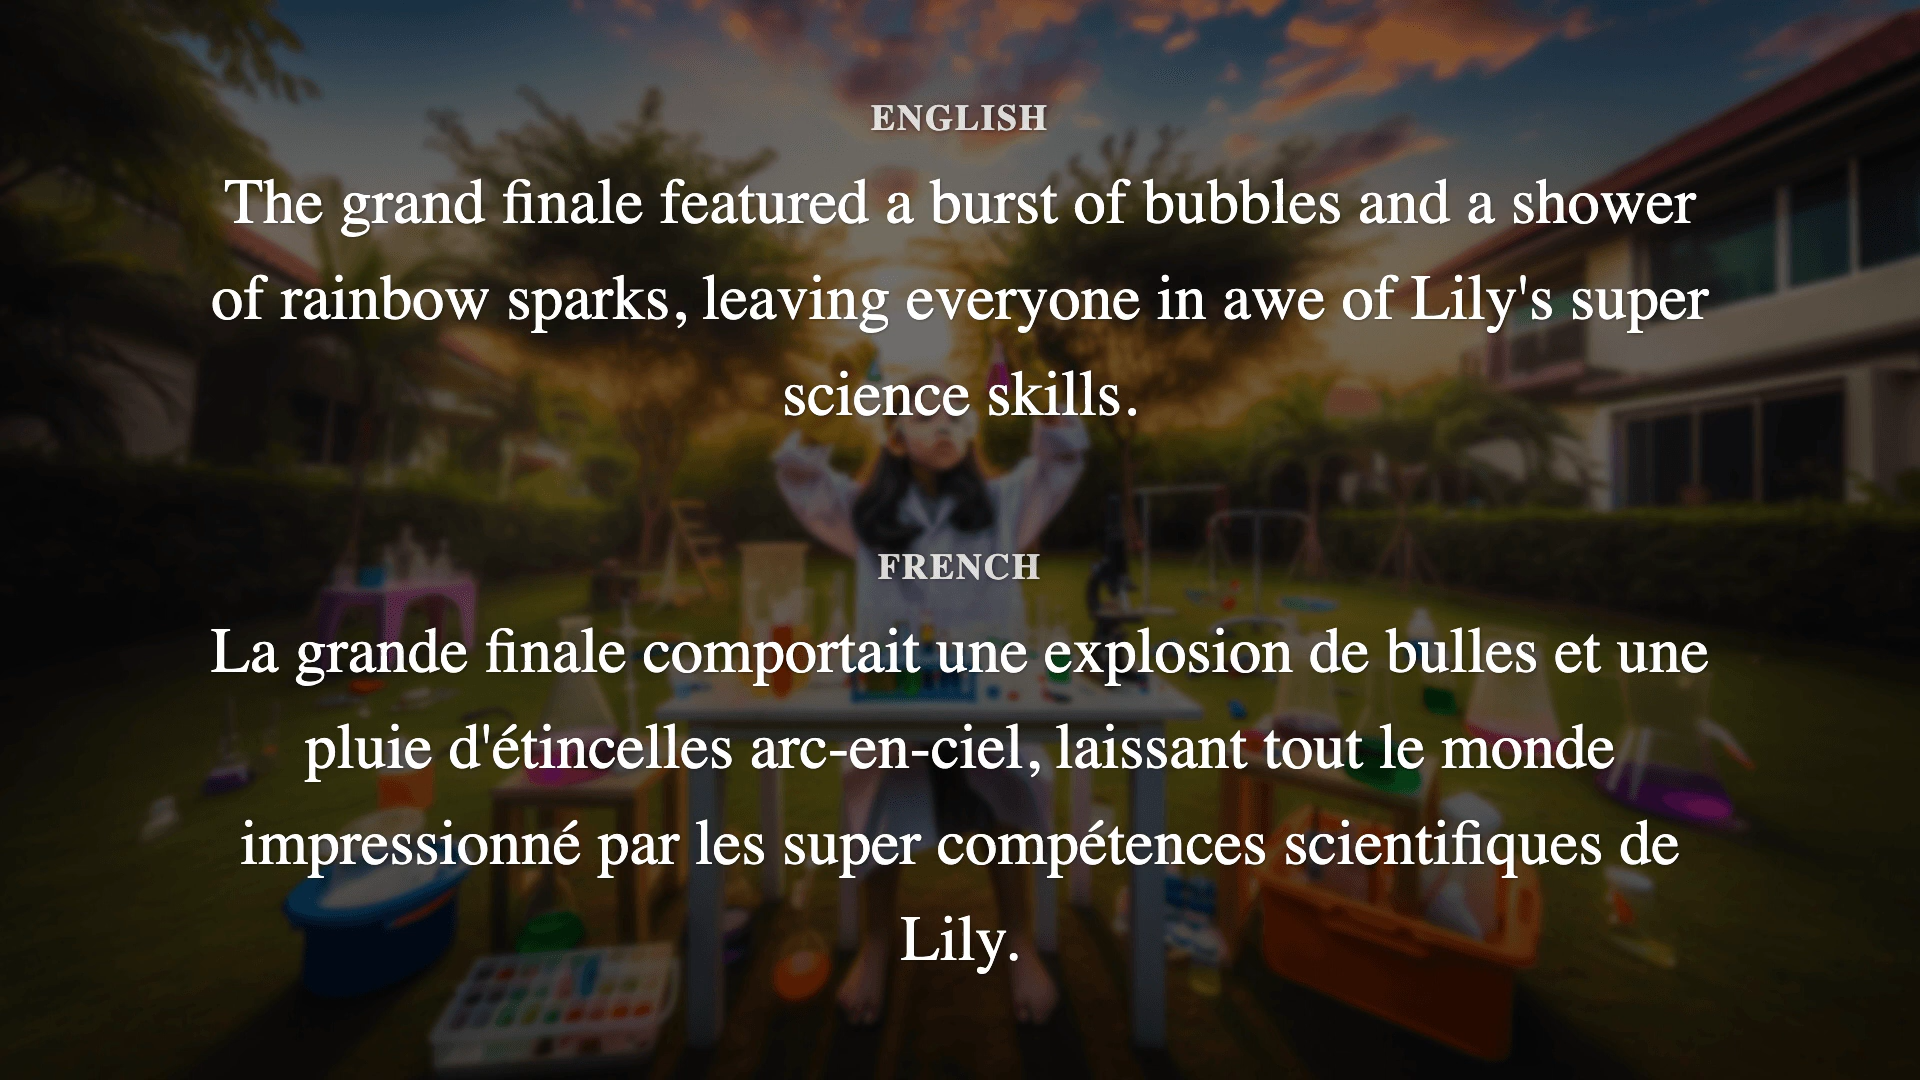 ENGLISH
The grand finale featured a burst of bubbles and a shower
of rainbow sparks, leaving everyone in awe of Lily's super
science skills.
FRENCH
La grande finale comportait une explosion de bulles et une
pluie d'étincelles arc-en-ciel, laissant tout le monde
impressionné par les super compétences scientifiques de
Lily.